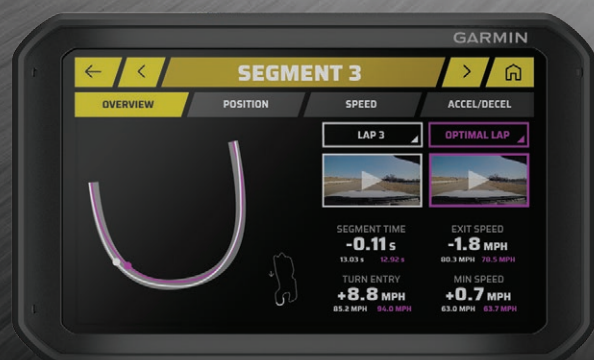 GARMIN
SEGMENT 3
OVERVIEW
POSITION
SPEED
ACCEL/DECEL
LAP 3
OPTIMAL LAP
SEGMENT TIME
-0.11 s
13.03 s 12.92 s
EXIT SPEED
-1.8 MPH
80.3 MPH 78.5 MPH
TURN ENTRY
+8.8 MPH
85.2 MPH 94.0 MPH
MIN SPEED
+0.7 MPH
63.0 MPH 63.7 MPH